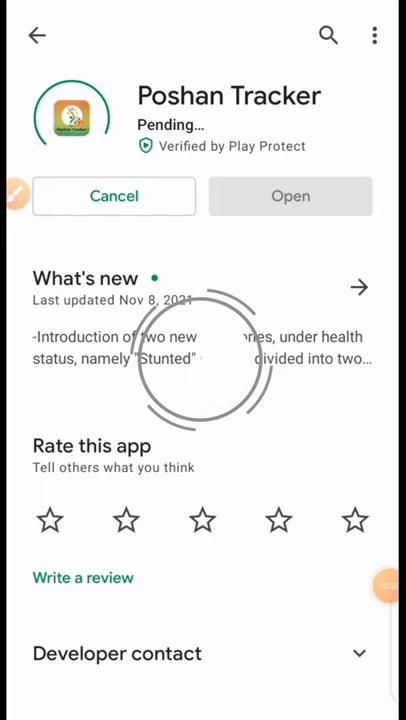 Poshan Tracker
Pending...
Poshan Tracker
Verified by Play Protect
Cancel
Open
What's new
Last updated Nov 8, 2021
-Introduction of two new ries, under health
status, namely "Stunted" divided into two...
Rate this app
Tell others what you think
Write a review
Developer contact